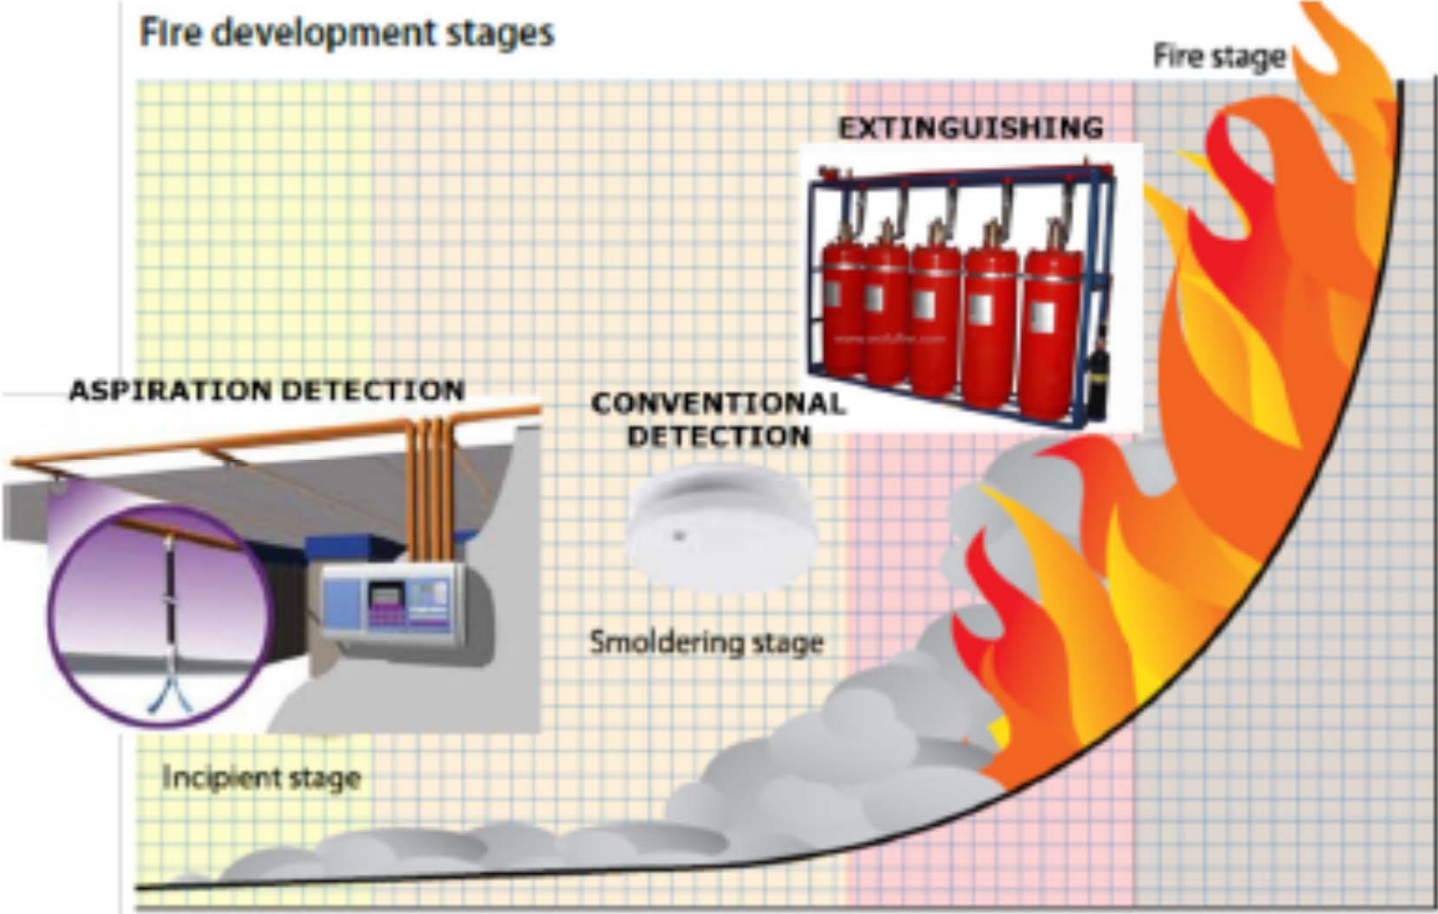 Fire development stages
Fire stage
EXTINGUISHING
ASPIRATION DETECTION
CONVENTIONAL
DETECTION
Smoldering stage
Incipient stage